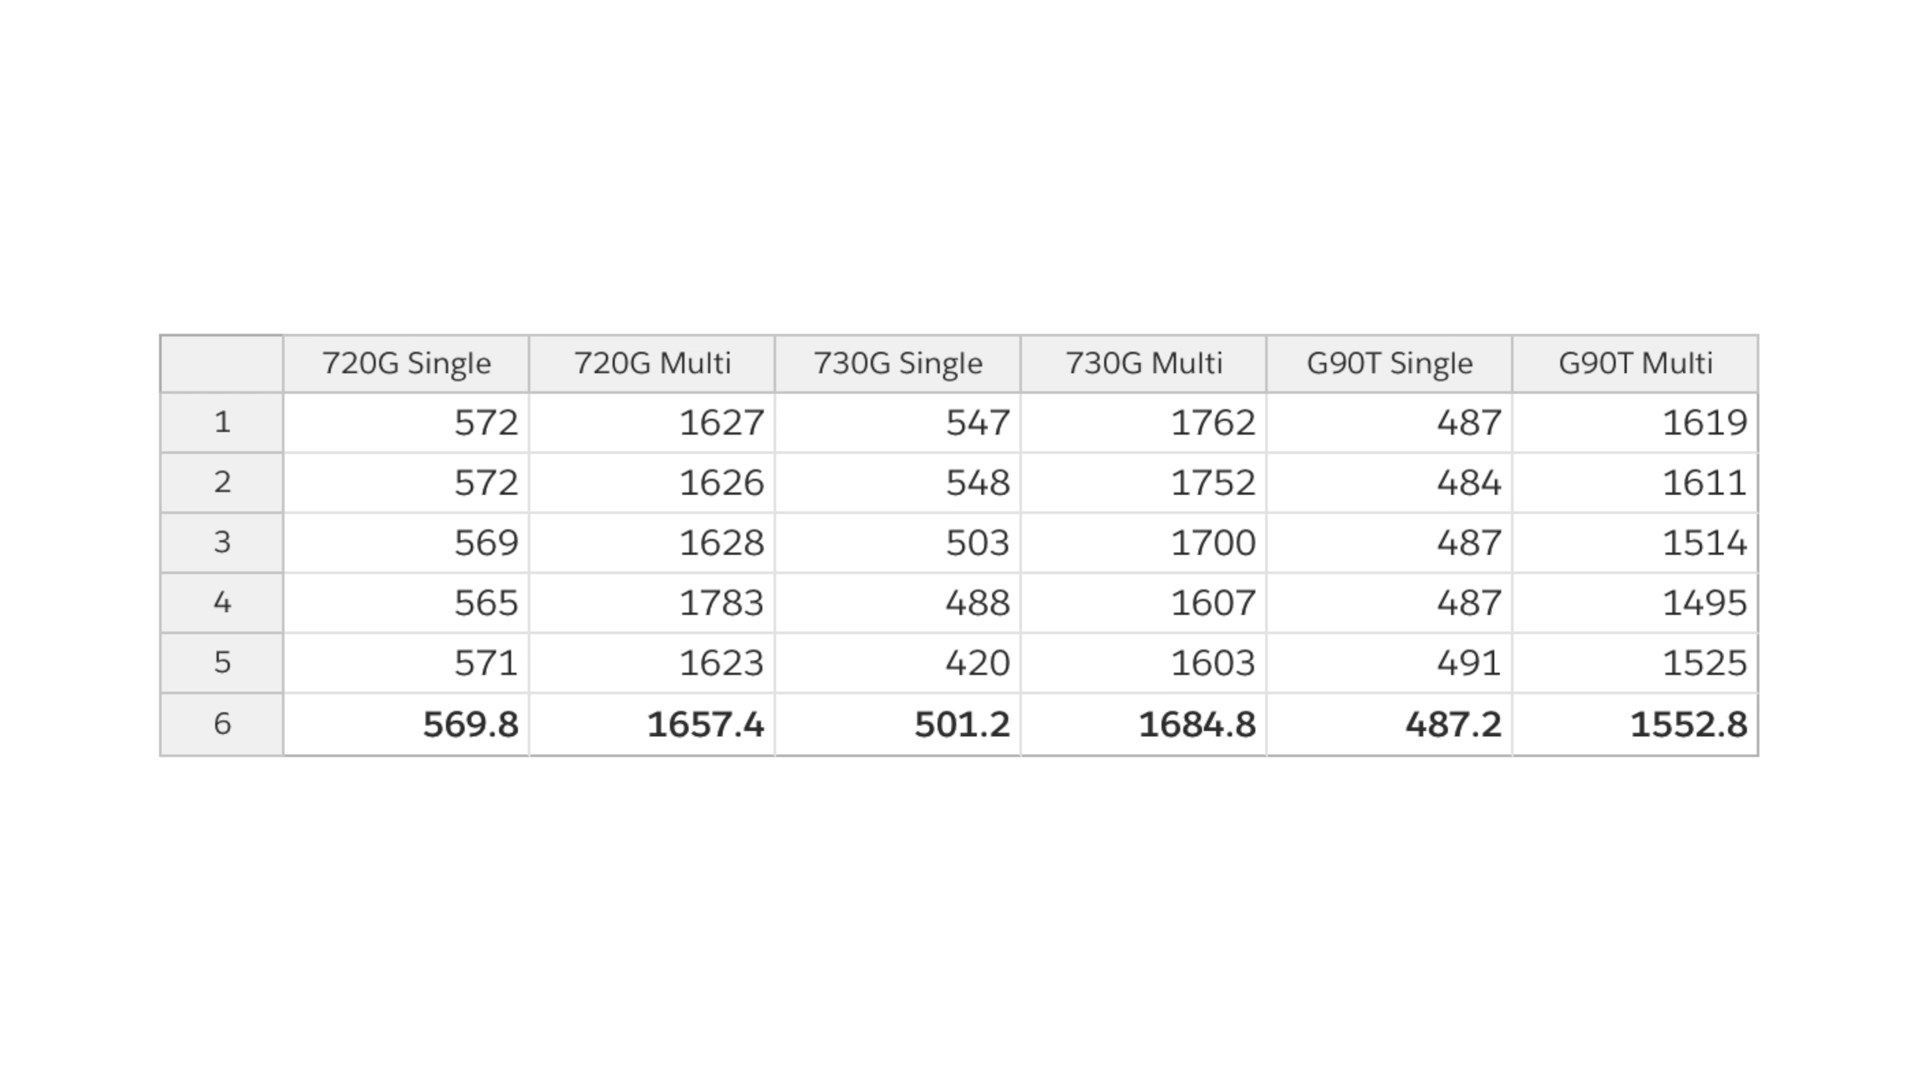 720G Single 720G Multi 730G Single 730G Multi G90T Single G90T Multi
1 572 1627 547 1762 487 1619
2 572 1626 548 1752 484 1611
3 569 1628 503 1700 487 1514
4 565 1783 488 1607 487 1495
5 571 1623 420 1603 491 1525
6 569.8 1657.4 501.2 1684.8 487.2 1552.8